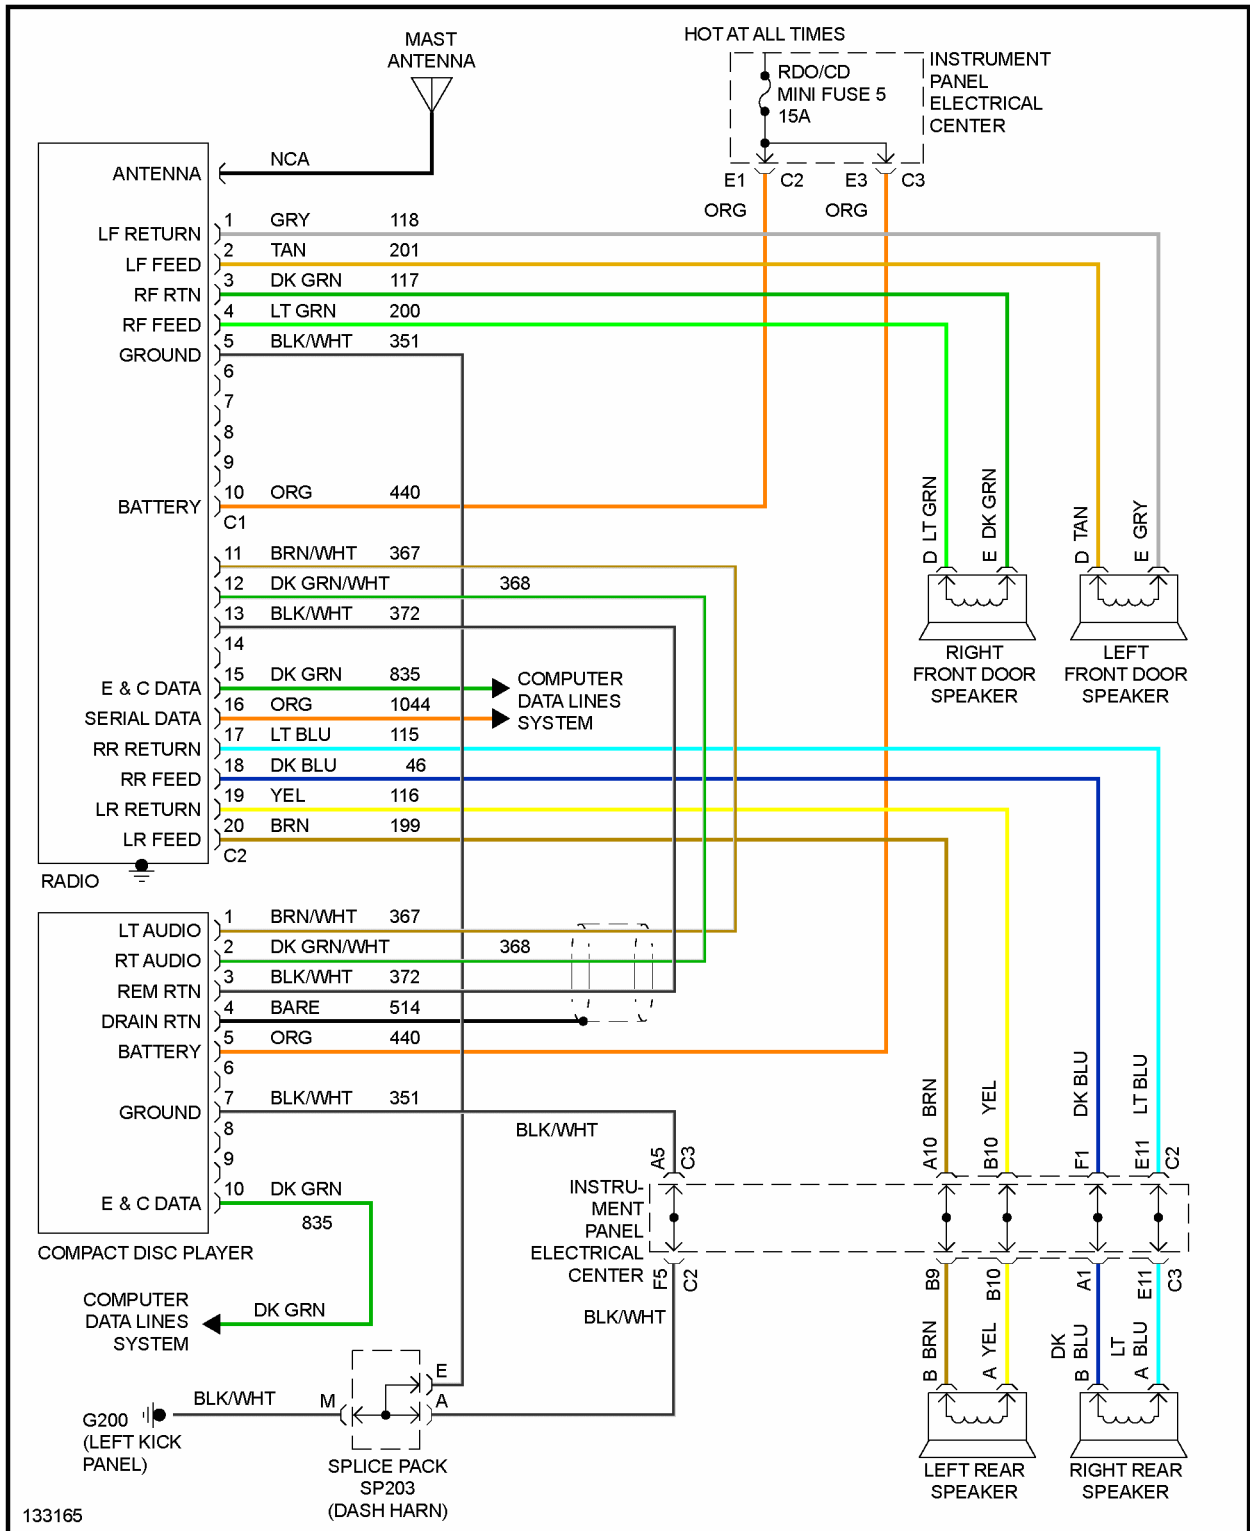 MAST
ANTENNA
HOT AT ALL TIMES
RDO/CD
MINI FUSE 5
15A
INSTRUMENT
PANEL
ELECTRICAL
CENTER
E1 C2 E3 C3
ORG ORG
ANTENNA NCA
LF RETURN 1 GRY 118
LF FEED 2 TAN 201
RF RTN 3 DK GRN 117
RF FEED 4 LT GRN 200
GROUND 5 BLK/WHT 351
6
7
8
9
BATTERY 10 ORG 440
C1
11 BRN/WHT 367
12 DK GRN/WHT 368
13 BLK/WHT 372
14
E & C DATA 15 DK GRN 835
SERIAL DATA 16 ORG 1044
RR RETURN 17 LT BLU 115
RR FEED 18 DK BLU 46
LR RETURN 19 YEL 116
LR FEED 20 BRN 199
C2
RADIO
COMPUTER
DATA LINES
SYSTEM
D LT GRN
E DK GRN
D TAN
E GRY
RIGHT
FRONT DOOR
SPEAKER
LEFT
FRONT DOOR
SPEAKER
LT AUDIO 1 BRN/WHT 367
RT AUDIO 2 DK GRN/WHT 368
REM RTN 3 BLK/WHT 372
DRAIN RTN 4 BARE 514
BATTERY 5 ORG 440
6
GROUND 7 BLK/WHT 351
8
9
E & C DATA 10 DK GRN
835
COMPACT DISC PLAYER
BLK/WHT
A5 C3
BRN
YEL
DK BLU
LT BLU
A10 B10 F1 E11 C2
INSTRU-
MENT
PANEL
ELECTRICAL
CENTER
F5 C2
B9 B10 A1 E11 C3
BLK/WHT
COMPUTER
DATA LINES
SYSTEM
DK GRN
B BRN
A YEL
DK
B BLU
LT
A BLU
E
M A
BLK/WHT
G200
(LEFT KICK
PANEL)
SPLICE PACK
SP203
(DASH HARN)
LEFT REAR
SPEAKER
RIGHT REAR
SPEAKER
133165